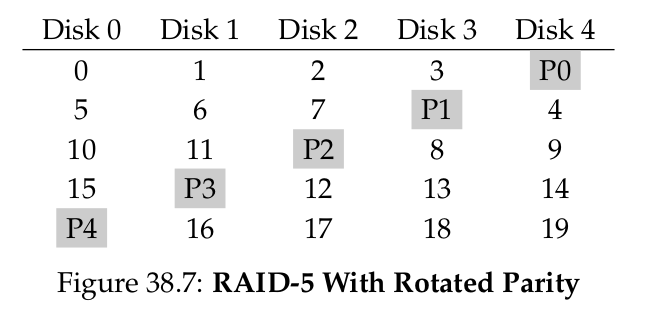 Disk 0 Disk 1 Disk 2 Disk 3 Disk 4
0 1 2 3 P0
5 6 7 P1 4
10 11 P2 8 9
15 P3 12 13 14
P4 16 17 18 19
Figure 38.7: RAID-5 With Rotated Parity